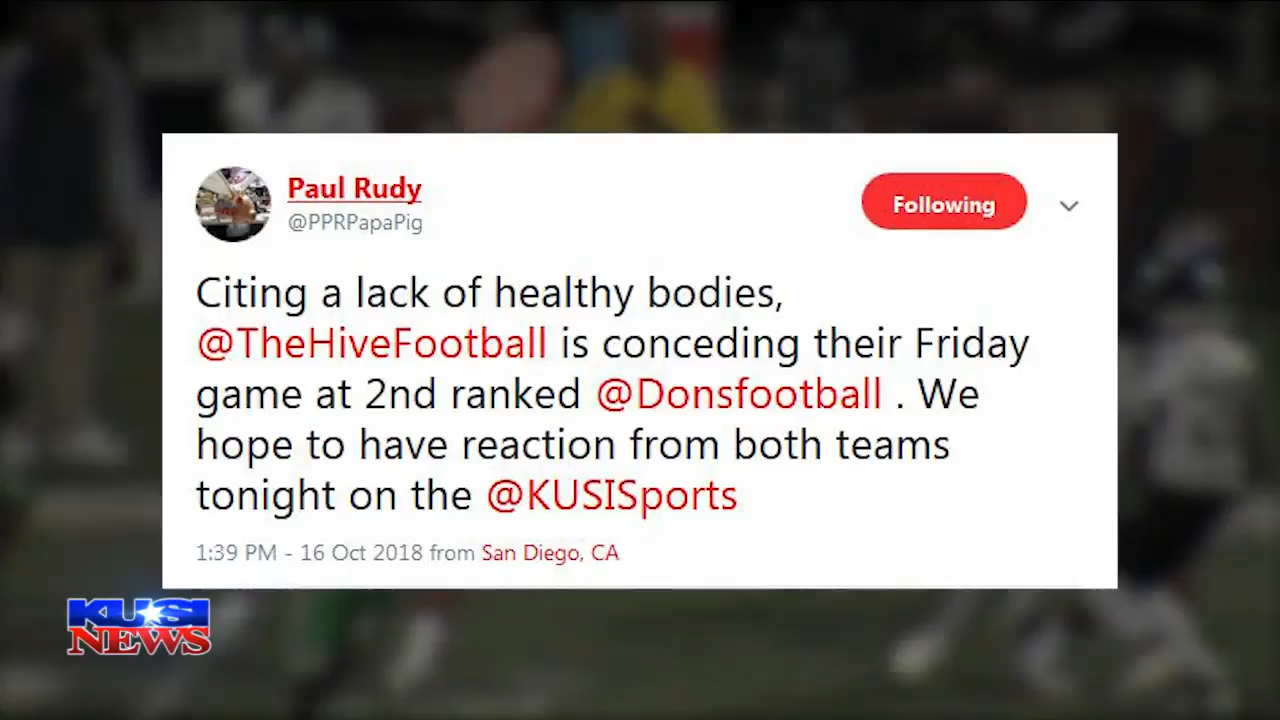 Paul Rudy
@PPRPapaPig
Following
Citing a lack of healthy bodies,
@TheHiveFootball is conceding their Friday
game at 2nd ranked @Donsfootball . We
hope to have reaction from both teams
tonight on the @KUSISports
1:39 PM - 16 Oct 2018 from San Diego, CA
KUSI
NEWS